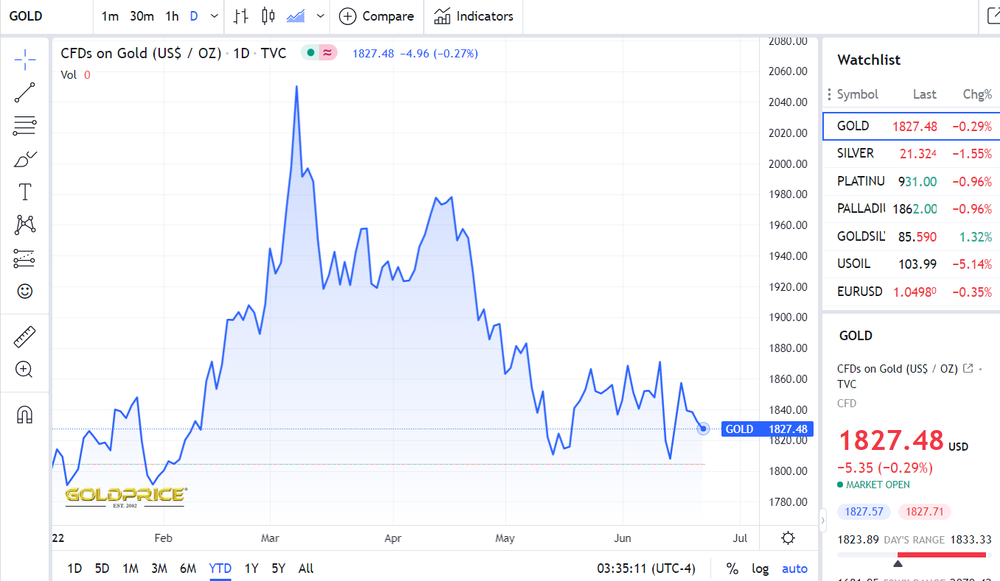 GOLD
1m 30m 1h D Compare Indicators
CFDs on Gold (US$ / OZ) · 1D · TVC 1827.48 −4.96 (−0.27%)
Vol 0
2080.00
2060.00
2040.00
2020.00
2000.00
1980.00
1960.00
1940.00
1920.00
1900.00
1880.00
1860.00
1840.00
GOLD 1827.48
1820.00
1800.00
1780.00
GOLDPRICE®
EST. 2002
22 Feb Mar Apr May Jun Jul
1D 5D 1M 3M 6M YTD 1Y 5Y All 03:35:11 (UTC-4) % log auto
Watchlist
Symbol Last Chg%
GOLD 1827.48 −0.29%
SILVER 21.324 −1.55%
PLATINU 931.00 −0.96%
PALLADIU 1862.00 −0.96%
GOLDSIL 85.590 1.32%
USOIL 103.99 −5.14%
EURUSD 1.04980 −0.35%
GOLD
CFDs on Gold (US$ / OZ) ·
TVC
CFD
1827.48 USD
−5.35 (−0.29%)
MARKET OPEN
1827.57 1827.71
1823.89 DAY'S RANGE 1833.33